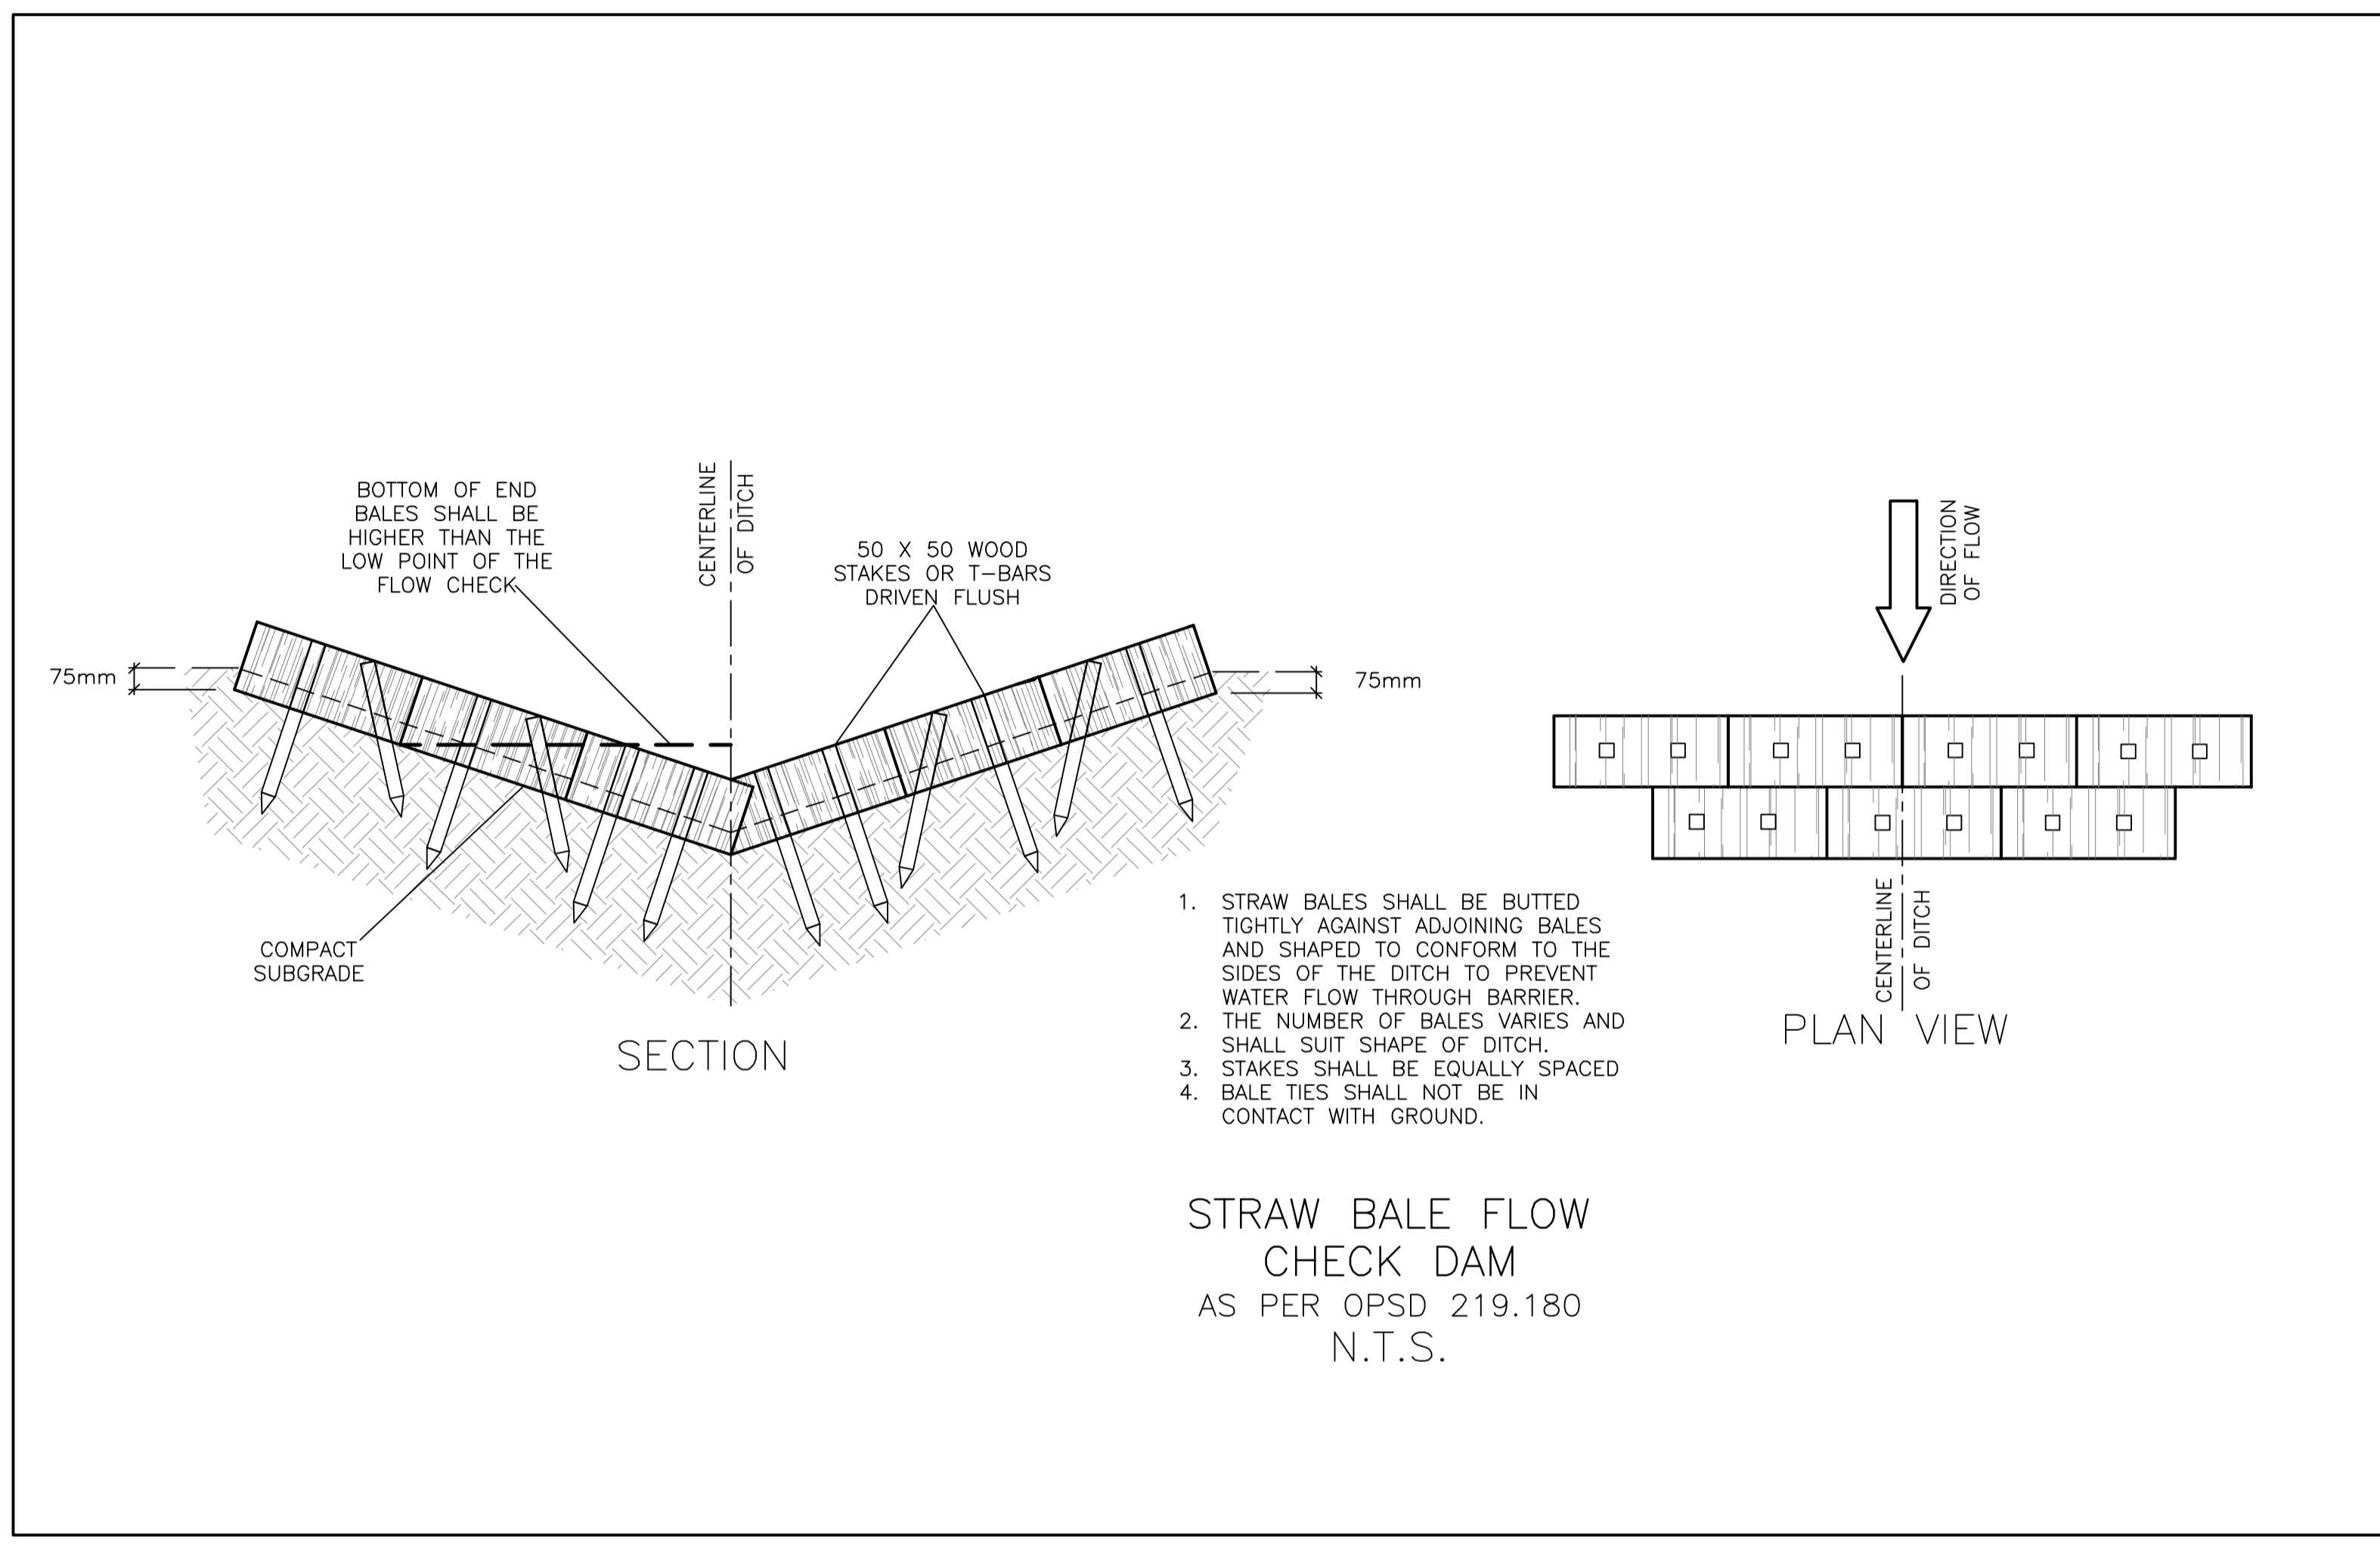 BOTTOM OF END
BALES SHALL BE
HIGHER THAN THE
LOW POINT OF THE
FLOW CHECK
CENTERLINE
OF DITCH
50 X 50 WOOD
STAKES OR T-BARS
DRIVEN FLUSH
75mm
75mm
COMPACT
SUBGRADE
SECTION
DIRECTION
OF FLOW
CENTERLINE
OF DITCH
PLAN VIEW
1. STRAW BALES SHALL BE BUTTED
TIGHTLY AGAINST ADJOINING BALES
AND SHAPED TO CONFORM TO THE
SIDES OF THE DITCH TO PREVENT
WATER FLOW THROUGH BARRIER.
2. THE NUMBER OF BALES VARIES AND
SHALL SUIT SHAPE OF DITCH.
3. STAKES SHALL BE EQUALLY SPACED
4. BALE TIES SHALL NOT BE IN
CONTACT WITH GROUND.
STRAW BALE FLOW
CHECK DAM
AS PER OPSD 219.180
N.T.S.